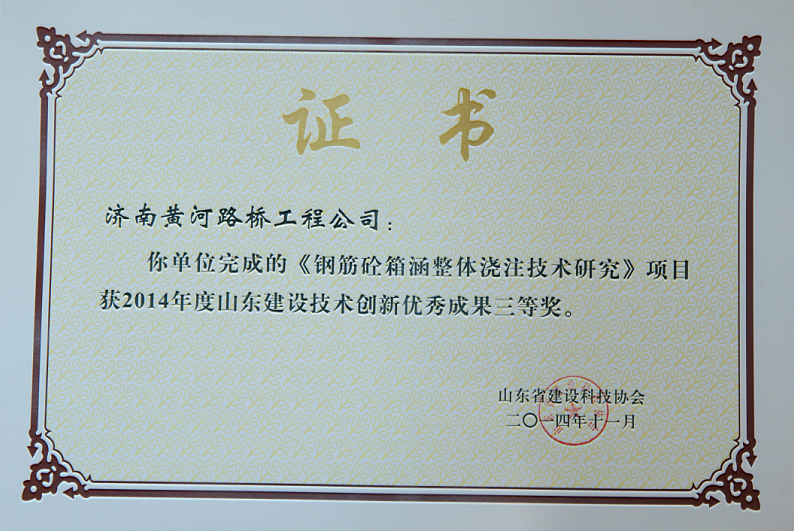 证 书
济南黄河路桥工程公司：
你单位完成的《钢筋砼箱涵整体浇注技术研究》项目
获2014年度山东建设技术创新优秀成果三等奖。
山东省建设科技协会
二〇一四年十一月